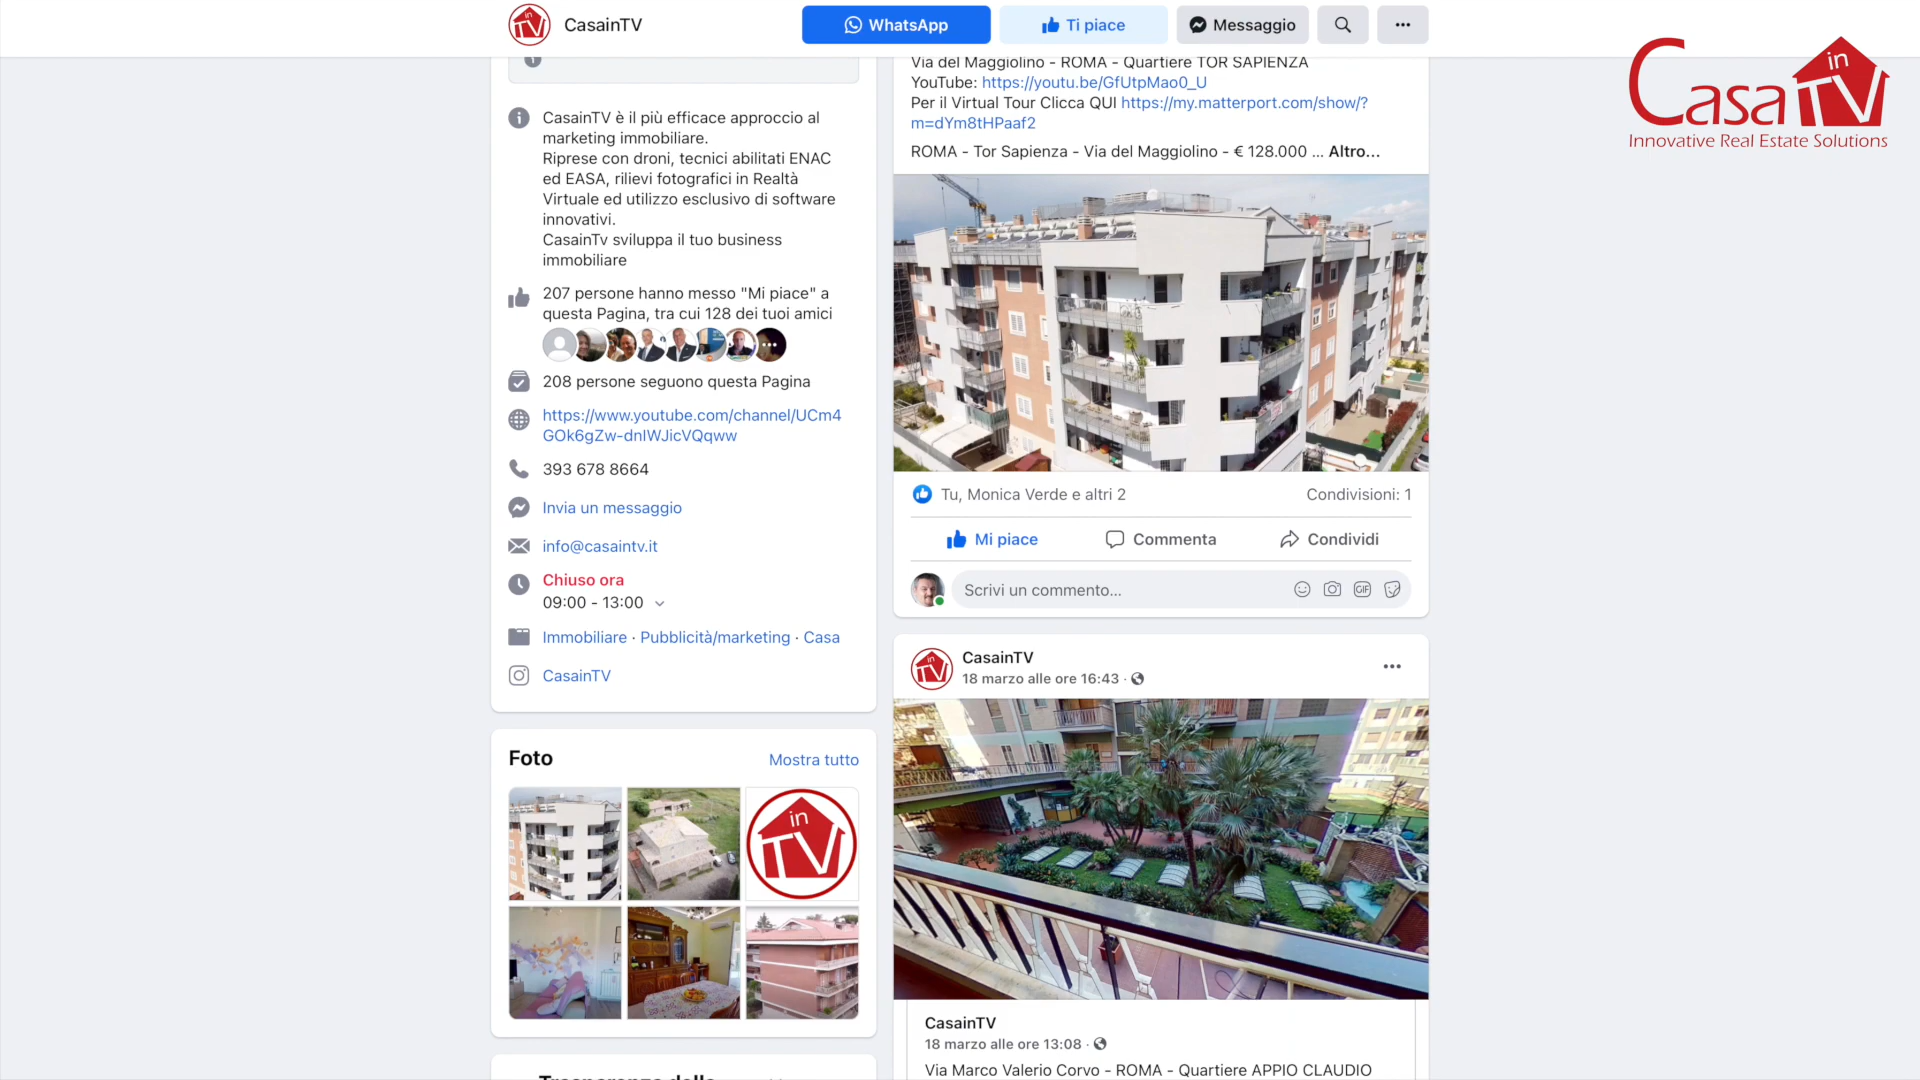 CasainTV
WhatsApp
Ti piace
Messaggio
in
Casa TV
Innovative Real Estate Solutions
CasainTV è il più efficace approccio al
marketing immobiliare.
Riprese con droni, tecnici abilitati ENAC
ed EASA, rilievi fotografici in Realtà
Virtuale ed utilizzo esclusivo di software
innovativi.
CasainTv sviluppa il tuo business
immobiliare
207 persone hanno messo "Mi piace" a
questa Pagina, tra cui 128 dei tuoi amici
208 persone seguono questa Pagina
https://www.youtube.com/channel/UCm4
GOk6gZw-dnIWJicVQqww
393 678 8664
Invia un messaggio
info@casaintv.it
Chiuso ora
09:00 - 13:00
Immobiliare · Pubblicità/marketing · Casa
CasainTV
Foto
Mostra tutto
in
TV
Via del Maggiolino - ROMA - Quartiere TOR SAPIENZA
YouTube: https://youtu.be/GfUtpMao0_U
Per il Virtual Tour Clicca QUI https://my.matterport.com/show/?
m=dYm8tHPaaf2
ROMA - Tor Sapienza - Via del Maggiolino - € 128.000 ... Altro...
Tu, Monica Verde e altri 2
Condivisioni: 1
Mi piace
Commenta
Condividi
Scrivi un commento...
GIF
CasainTV
18 marzo alle ore 16:43 ·
CasainTV
18 marzo alle ore 13:08 ·
Via Marco Valerio Corvo - ROMA - Quartiere APPIO CLAUDIO